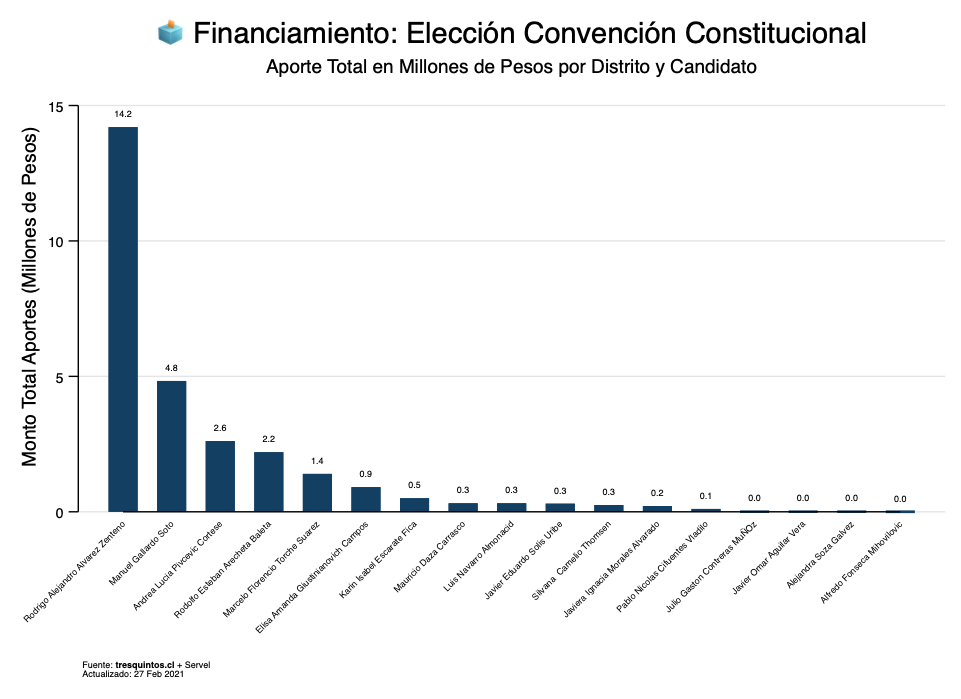 Financiamiento: Elección Convención Constitucional
Aporte Total en Millones de Pesos por Distrito y Candidato
Monto Total Aportes (Millones de Pesos)
15
10
5
0
14.2
4.8
2.6
2.2
1.4
0.9
0.5
0.3
0.3
0.3
0.3
0.2
0.1
0.0
0.0
0.0
0.0
Rodrigo Alejandro Alvarez Zenteno
Manuel Gallardo Soto
Andrea Lucia Pivcevic Cortese
Rodolfo Esteban Arecheta Baleta
Marcelo Florencio Torche Suarez
Elisa Amanda Giustinianovich Campos
Karin Isabel Escarate Fica
Mauricio Daza Carrasco
Luis Navarro Almonacid
Javier Eduardo Solis Uribe
Silvana Camelio Thomsen
Javiera Ignacia Morales Alvarado
Pablo Nicolas Cifuentes Vladilo
Julio Gaston Contreras MuÑOz
Javier Omar Aguilar Vera
Alejandra Soza Galvez
Alfredo Fonseca Mihovilovic
Fuente: tresquintos.cl + Servel
Actualizado: 27 Feb 2021